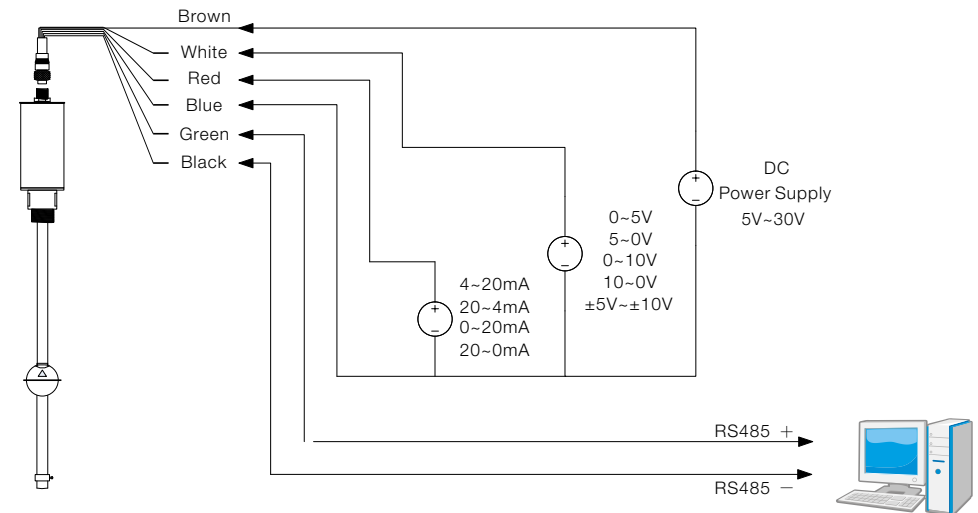 Brown
White
Red
Blue
Green
Black
+
−
DC
Power Supply
5V~30V
+
−
0~5V
5~0V
0~10V
10~0V
±5V~±10V
+
−
4~20mA
20~4mA
0~20mA
20~0mA
RS485 +
RS485 −